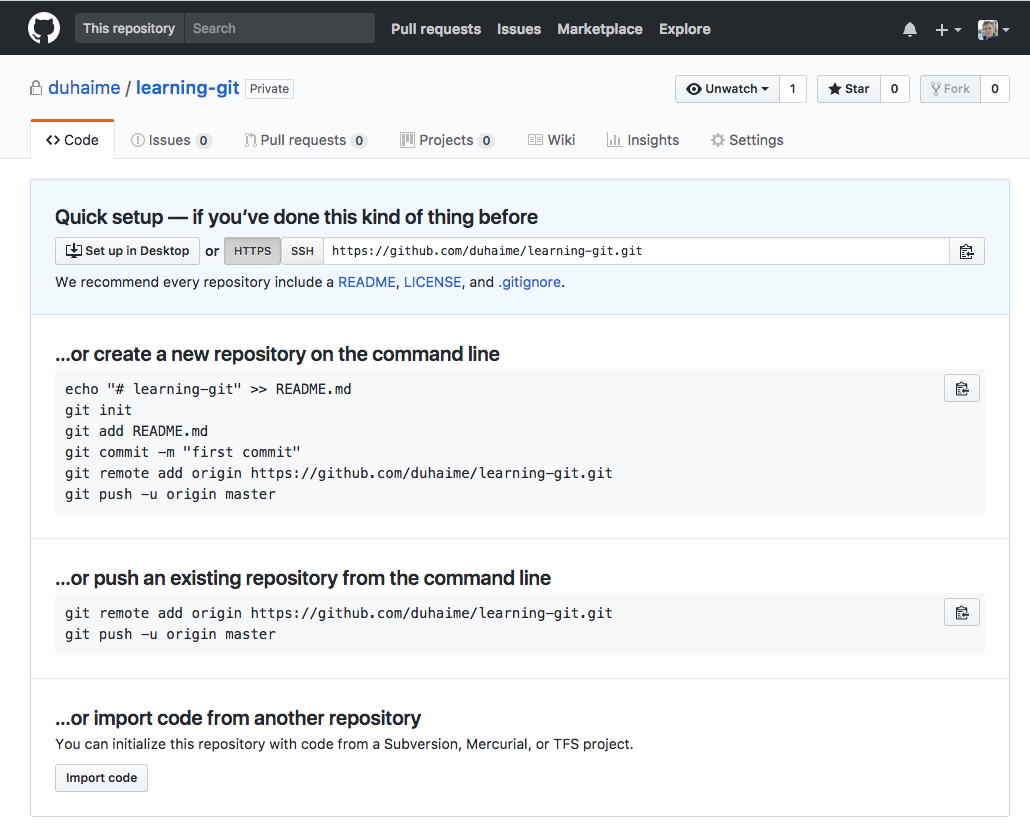 This repository Search Pull requests Issues Marketplace Explore
duhaime / learning-git Private Unwatch 1 Star 0 Fork 0
Code Issues 0 Pull requests 0 Projects 0 Wiki Insights Settings
Quick setup — if you’ve done this kind of thing before
Set up in Desktop or HTTPS SSH https://github.com/duhaime/learning-git.git
We recommend every repository include a README, LICENSE, and .gitignore.
…or create a new repository on the command line
echo "# learning-git" >> README.md
git init
git add README.md
git commit -m "first commit"
git remote add origin https://github.com/duhaime/learning-git.git
git push -u origin master
…or push an existing repository from the command line
git remote add origin https://github.com/duhaime/learning-git.git
git push -u origin master
…or import code from another repository
You can initialize this repository with code from a Subversion, Mercurial, or TFS project.
Import code